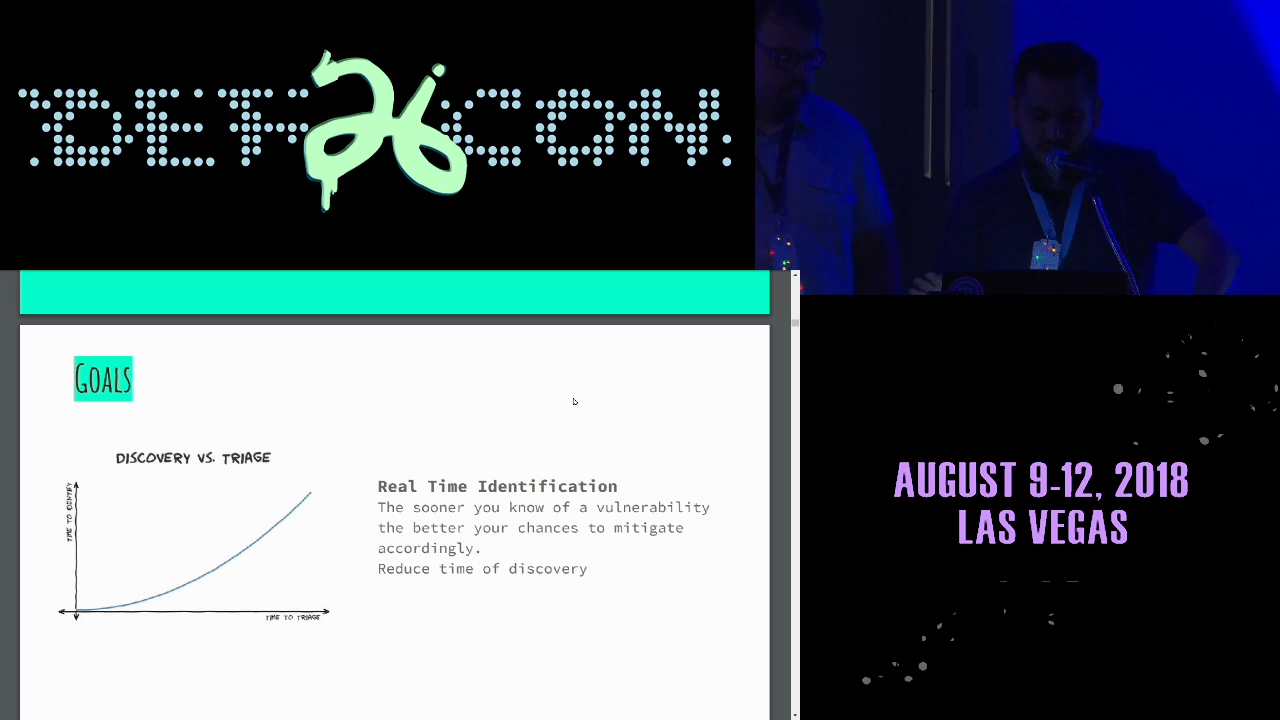 DEF CON
26
GOALS
DISCOVERY VS. TRIAGE
TIME TO IDENTIFY
TIME TO TRIAGE
Real Time Identification
The sooner you know of a vulnerability
the better your chances to mitigate
accordingly.
Reduce time of discovery
AUGUST 9-12, 2018
LAS VEGAS